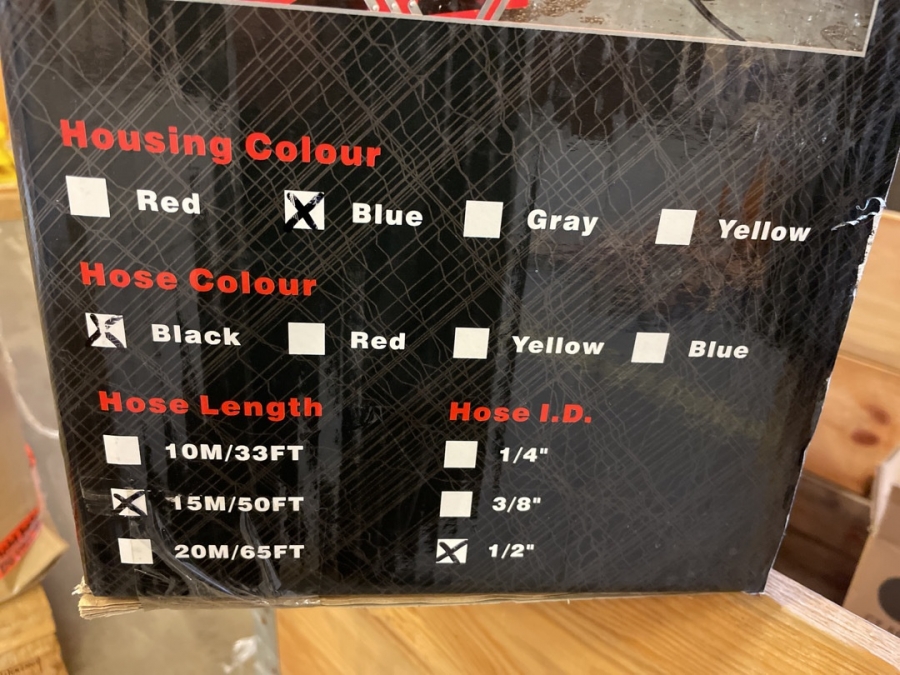 Housing Colour
Red Blue Gray Yellow
Hose Colour
Black Red Yellow Blue
Hose Length Hose I.D.
10M/33FT 1/4"
15M/50FT 3/8"
20M/65FT 1/2"